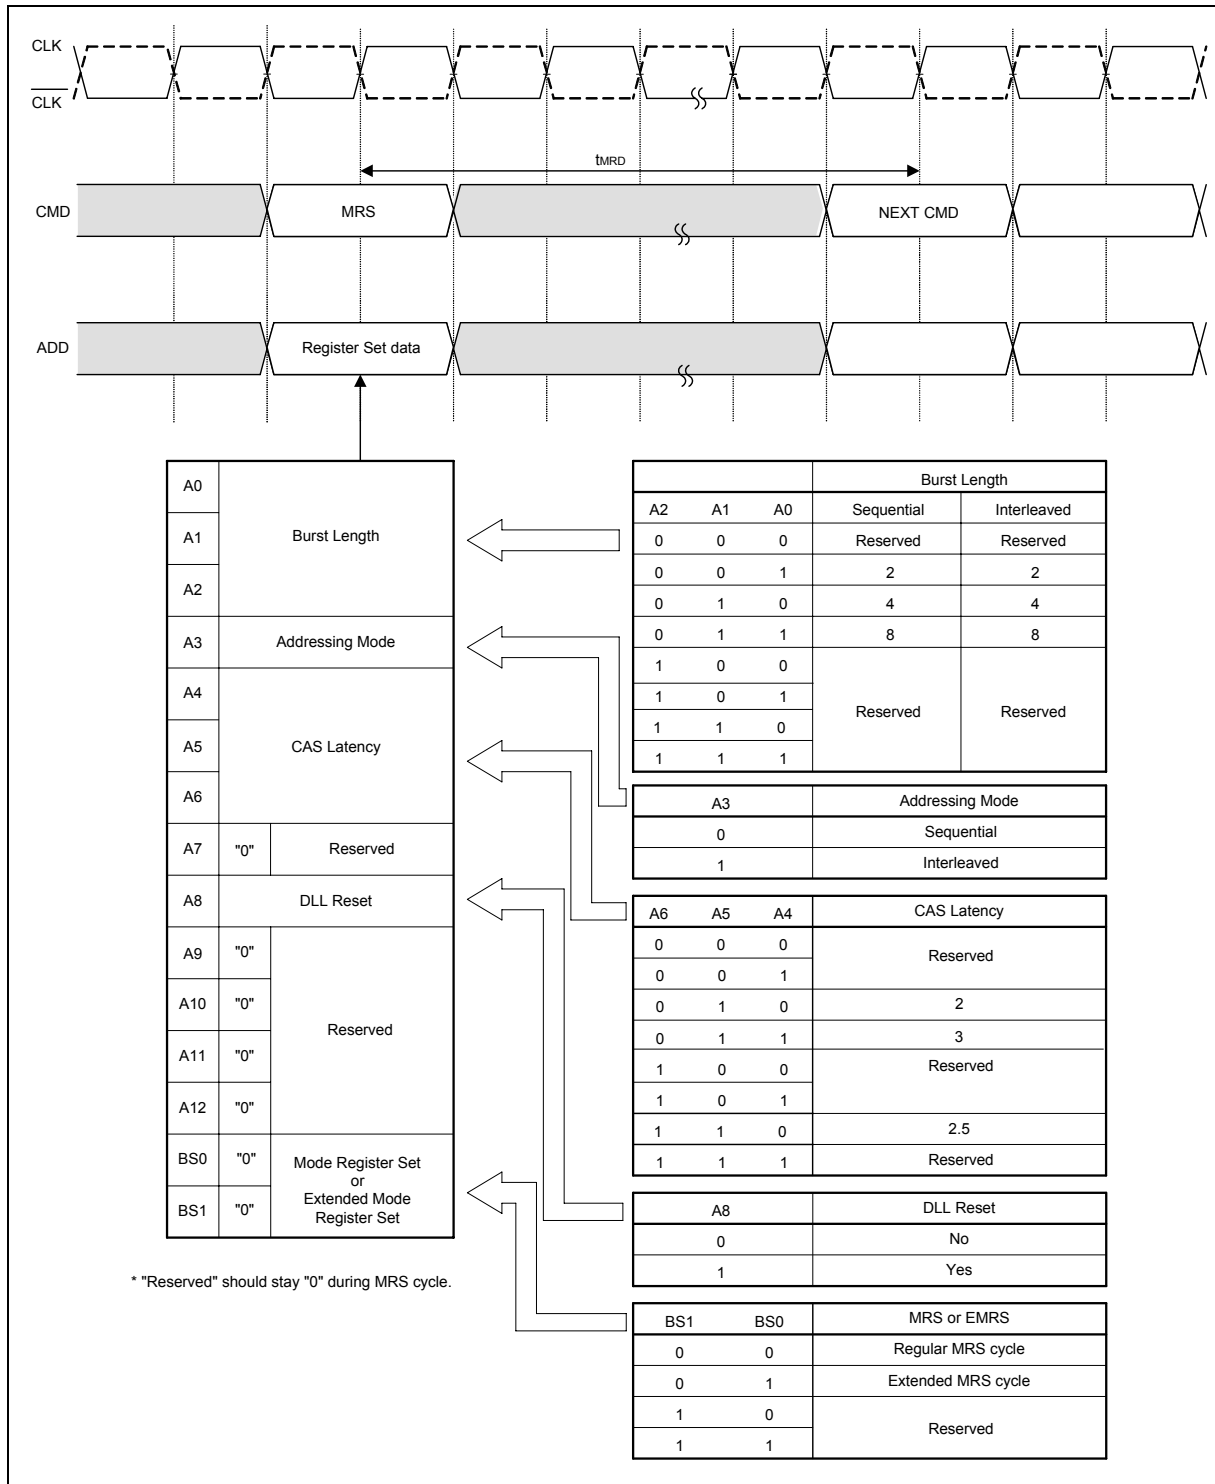 CLK
CLK
tMRD
CMD
MRS
NEXT CMD
ADD
Register Set data
A0
A1
A2
Burst Length
A3
Addressing Mode
A4
A5
A6
CAS Latency
A7 "0" Reserved
A8 DLL Reset
A9 "0"
A10 "0"
A11 "0"
A12 "0"
Reserved
BS0 "0"
BS1 "0"
Mode Register Set
or
Extended Mode
Register Set
* "Reserved" should stay "0" during MRS cycle.
Burst Length
A2 A1 A0 Sequential Interleaved
0 0 0 Reserved Reserved
0 0 1 2 2
0 1 0 4 4
0 1 1 8 8
1 0 0
1 0 1
Reserved Reserved
1 1 0
1 1 1
A3 Addressing Mode
0 Sequential
1 Interleaved
A6 A5 A4 CAS Latency
0 0 0
Reserved
0 0 1
0 1 0 2
0 1 1 3
1 0 0 Reserved
1 0 1
1 1 0 2.5
1 1 1 Reserved
A8 DLL Reset
0 No
1 Yes
BS1 BS0 MRS or EMRS
0 0 Regular MRS cycle
0 1 Extended MRS cycle
1 0
Reserved
1 1